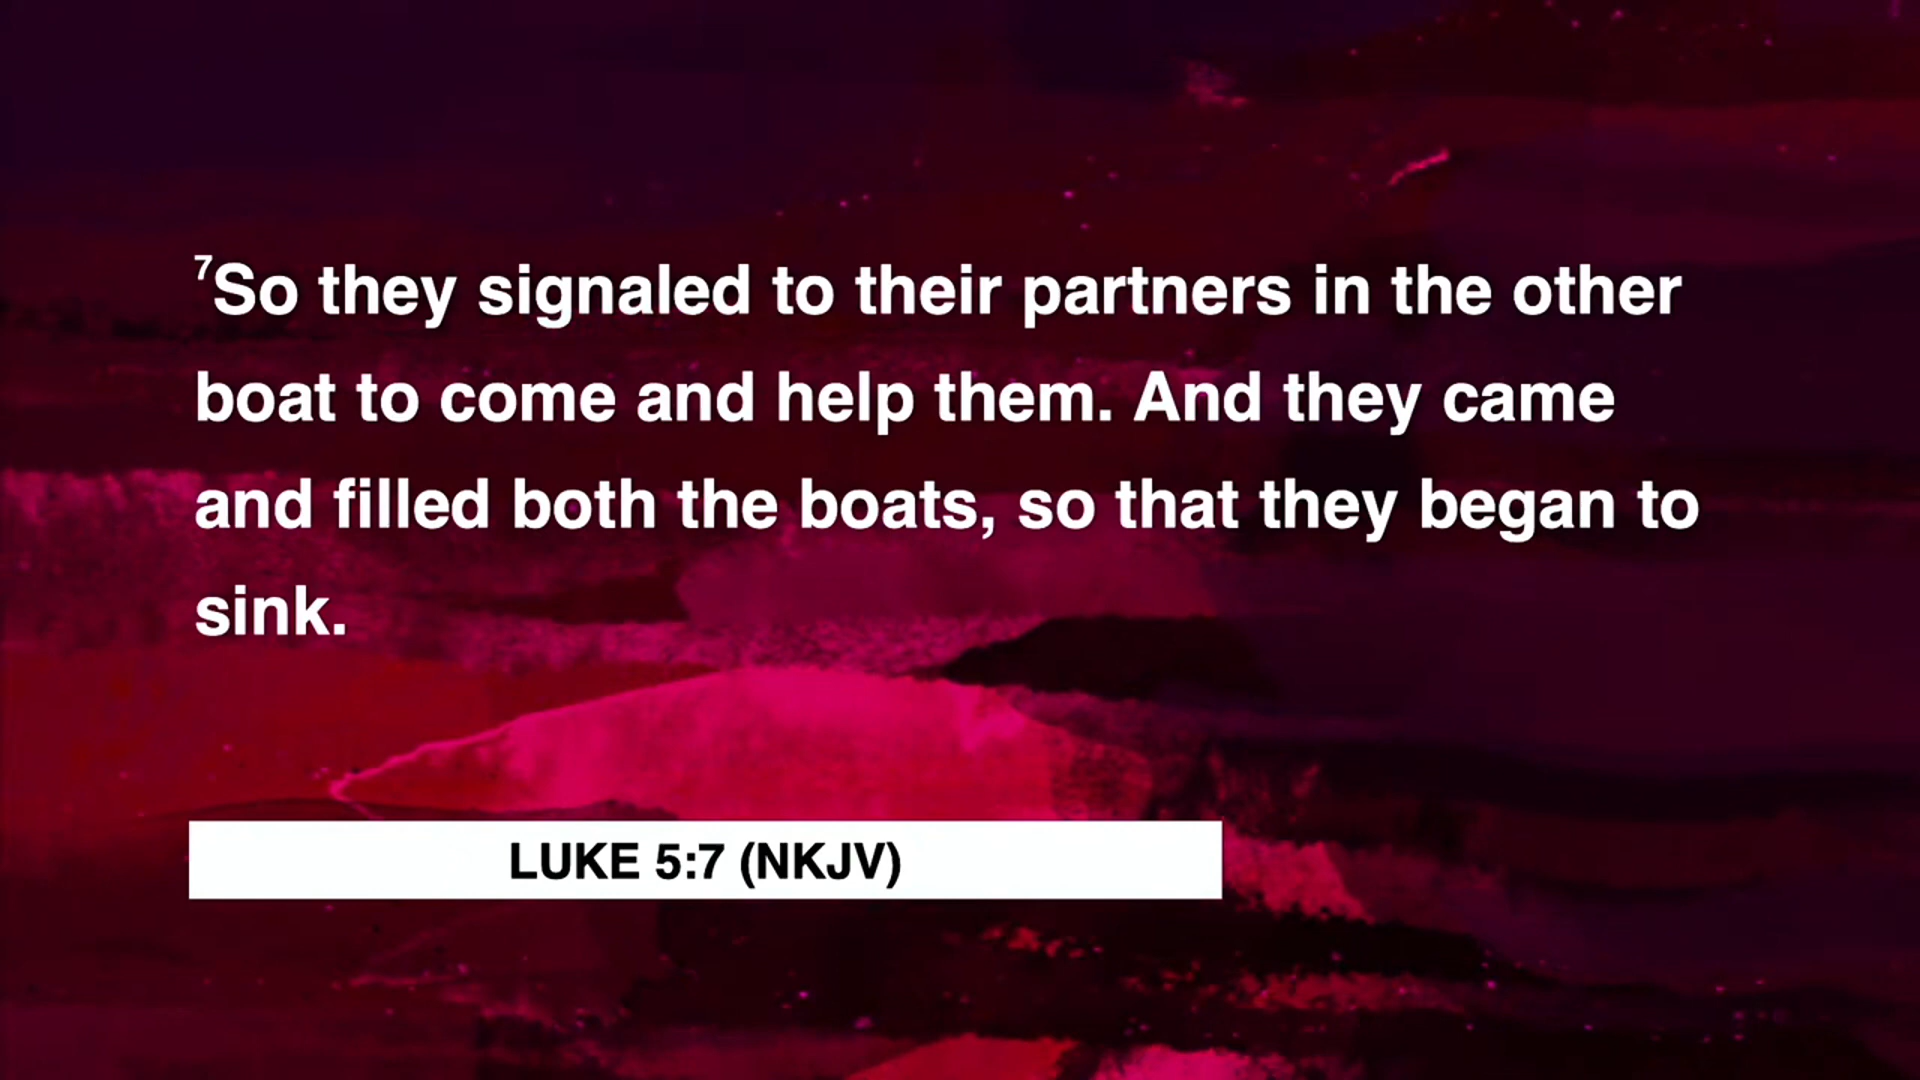 ⁷So they signaled to their partners in the other
boat to come and help them. And they came
and filled both the boats, so that they began to
sink.
LUKE 5:7 (NKJV)